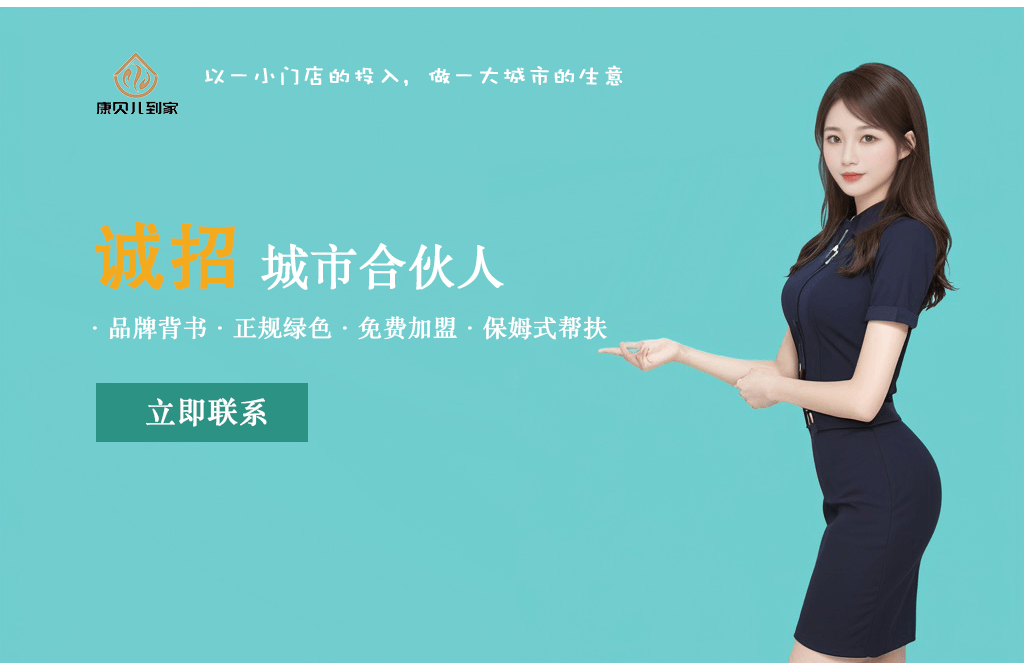 康贝儿到家
以一小门店的投入，做一大城市的生意
诚招 城市合伙人
· 品牌背书 · 正规绿色 · 免费加盟 · 保姆式帮扶
立即联系